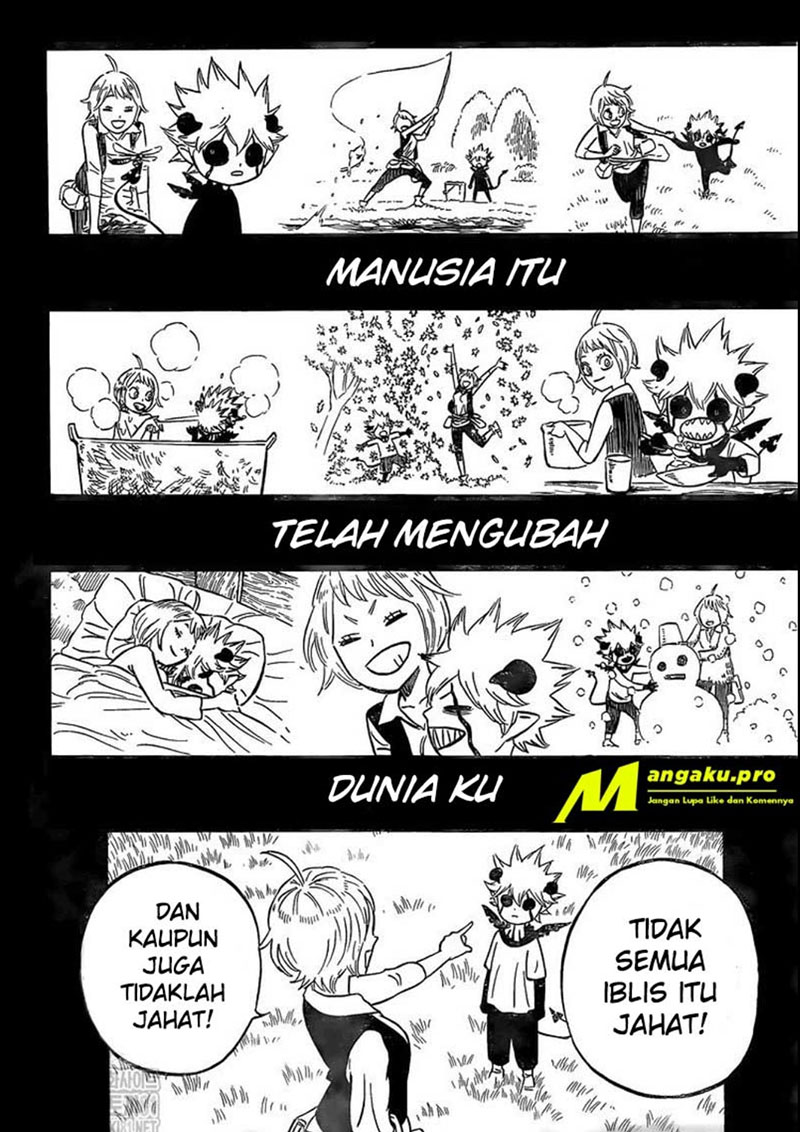 MANUSIA ITU
TELAH MENGUBAH
DUNIA KU
Mangaku.pro
Jangan Lupa Like dan Komennya
TIDAK
SEMUA
IBLIS ITU
JAHAT!
DAN
KAUPUN
JUGA
TIDAKLAH
JAHAT!